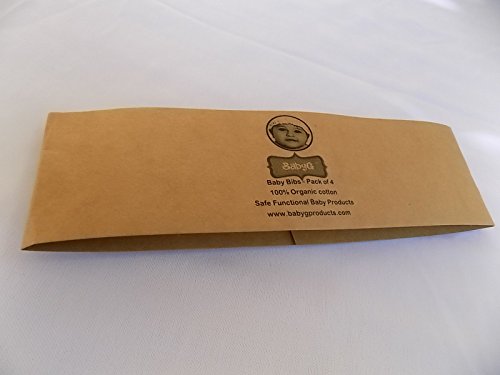 BabyG
Baby Bibs - Pack of 4
100% Organic cotton
Safe Functional Baby Products
www.babygproducts.com